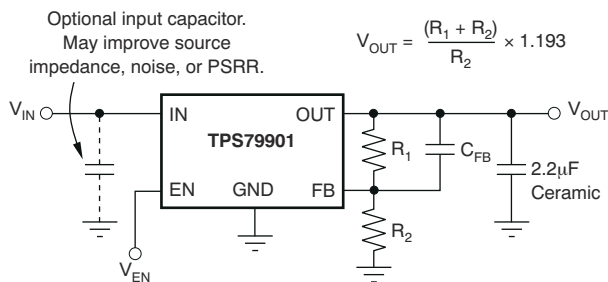 Optional input capacitor.
May improve source
impedance, noise, or PSRR.
V_OUT = (R_1 + R_2) / R_2 × 1.193
V_IN
IN
OUT
V_OUT
TPS79901
R_1
C_FB
2.2μF
Ceramic
EN
GND
FB
R_2
V_EN